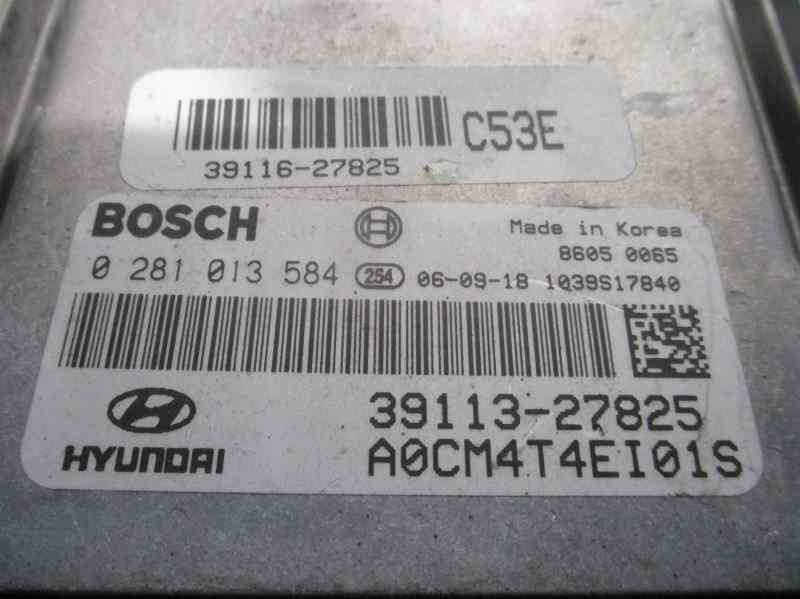 C53E
39116-27825
BOSCH
Made in Korea
8605 0065
0 281 013 584 254 06-09-18 1039S17840
39113-27825
HYUNDAI
A0CM4T4EI01S